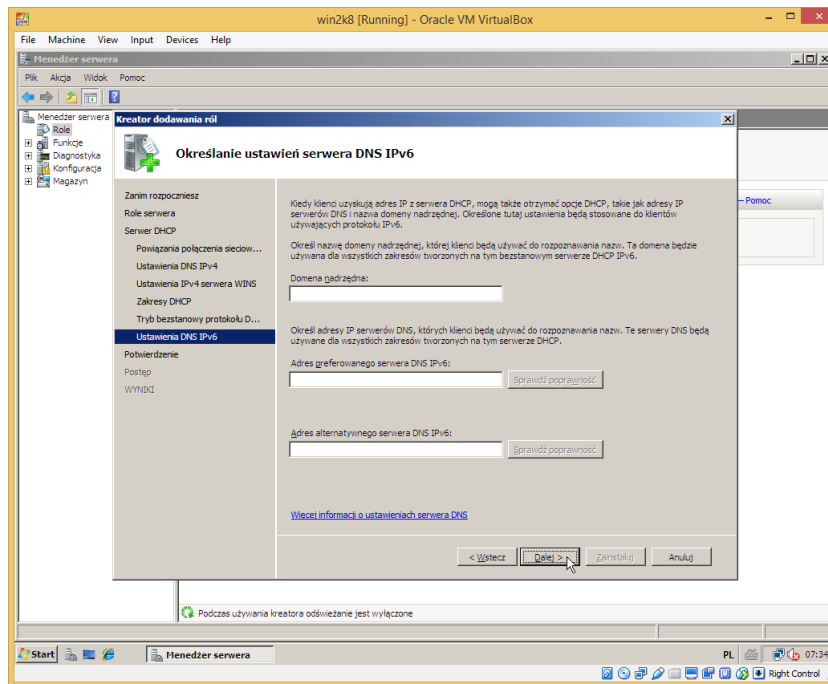 win2k8 [Running] - Oracle VM VirtualBox
File Machine View Input Devices Help
Menedżer serwera
Plik Akcja Widok Pomoc
Menedżer serwera
Role
Funkcje
Diagnostyka
Konfiguracja
Magazyn
Kreator dodawania ról
Określanie ustawień serwera DNS IPv6
Zanim rozpoczniesz
Role serwera
Serwer DHCP
Powiązania połączenia sieciow...
Ustawienia DNS IPv4
Ustawienia IPv4 serwera WINS
Zakresy DHCP
Tryb bezstanowy protokołu D...
Ustawienia DNS IPv6
Potwierdzenie
Postęp
WYNIKI
Kiedy klienci uzyskują adres IP z serwera DHCP, mogą także otrzymać opcje DHCP, takie jak adresy IP
serwerów DNS i nazwa domeny nadrzędnej. Określone tutaj ustawienia będą stosowane do klientów
używających protokołu IPv6.
Określ nazwę domeny nadrzędnej, której klienci będą używać do rozpoznawania nazw. Ta domena będzie
używana dla wszystkich zakresów tworzonych na tym bezstanowym serwerze DHCP IPv6.
Domena nadrzędna:
Określ adresy IP serwerów DNS, których klienci będą używać do rozpoznawania nazw. Te serwery DNS będą
używane dla wszystkich zakresów tworzonych na tym serwerze DHCP.
Adres preferowanego serwera DNS IPv6:
Sprawdź poprawność
Adres alternatywnego serwera DNS IPv6:
Sprawdź poprawność
Więcej informacji o ustawieniach serwera DNS
< Wstecz Dalej > Zainstaluj Anuluj
Pomoc
Podczas używania kreatora odświeżanie jest wyłączone
Start Menedżer serwera PL 07:34
Right Control